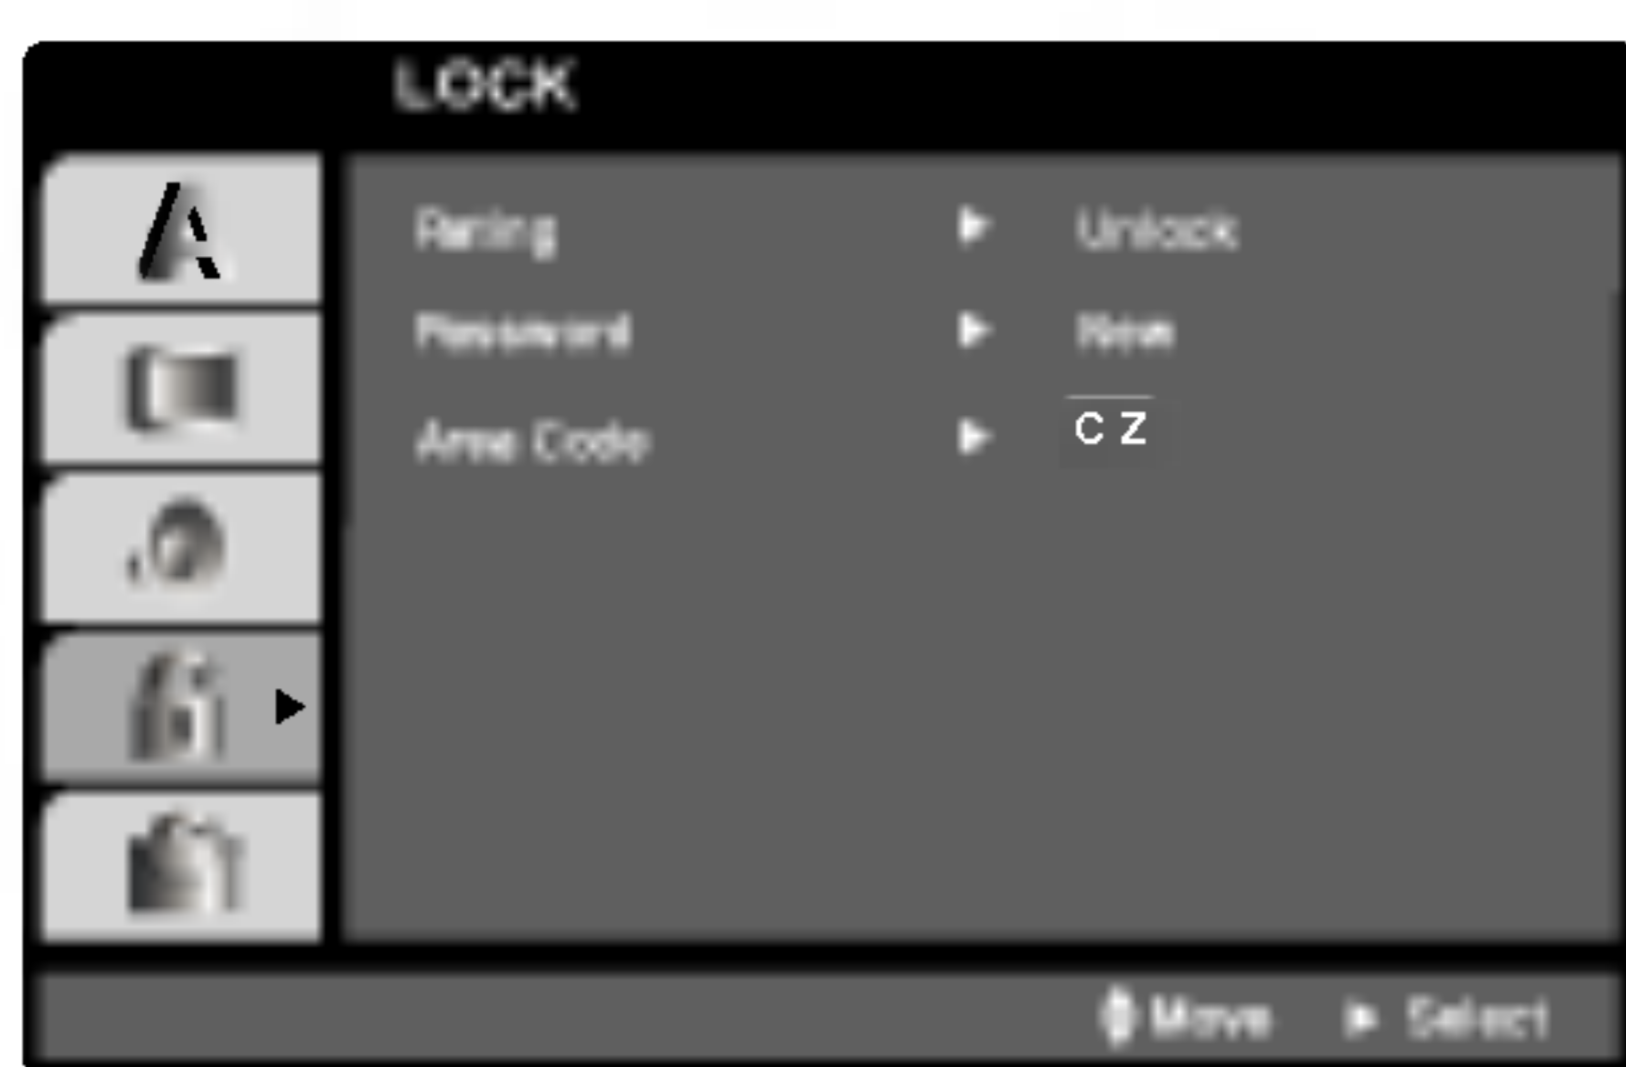 LOCK
A
Rating ▶ Unlock
Password ▶ New
Area Code ▶ C Z
Move ▶ Select